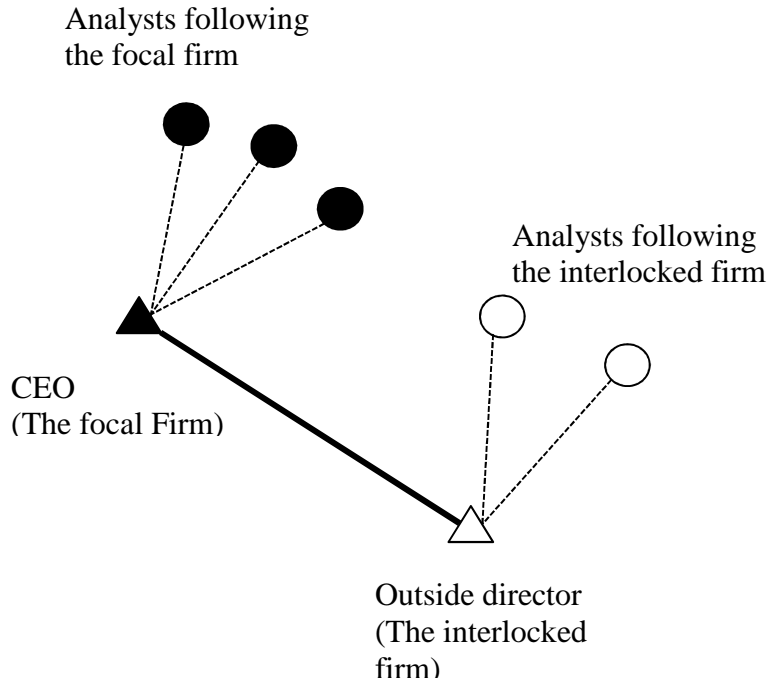 Analysts following
the focal firm
Analysts following
the interlocked firm
CEO
(The focal Firm)
Outside director
(The interlocked
firm)